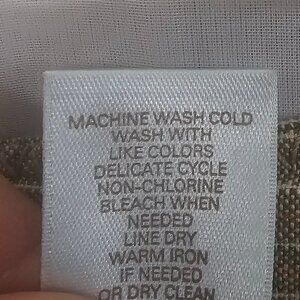 MACHINE WASH COLD
WASH WITH
LIKE COLORS
DELICATE CYCLE
NON-CHLORINE
BLEACH WHEN
NEEDED
LINE DRY
WARM IRON
IF NEEDED
OR DRY CLEAN